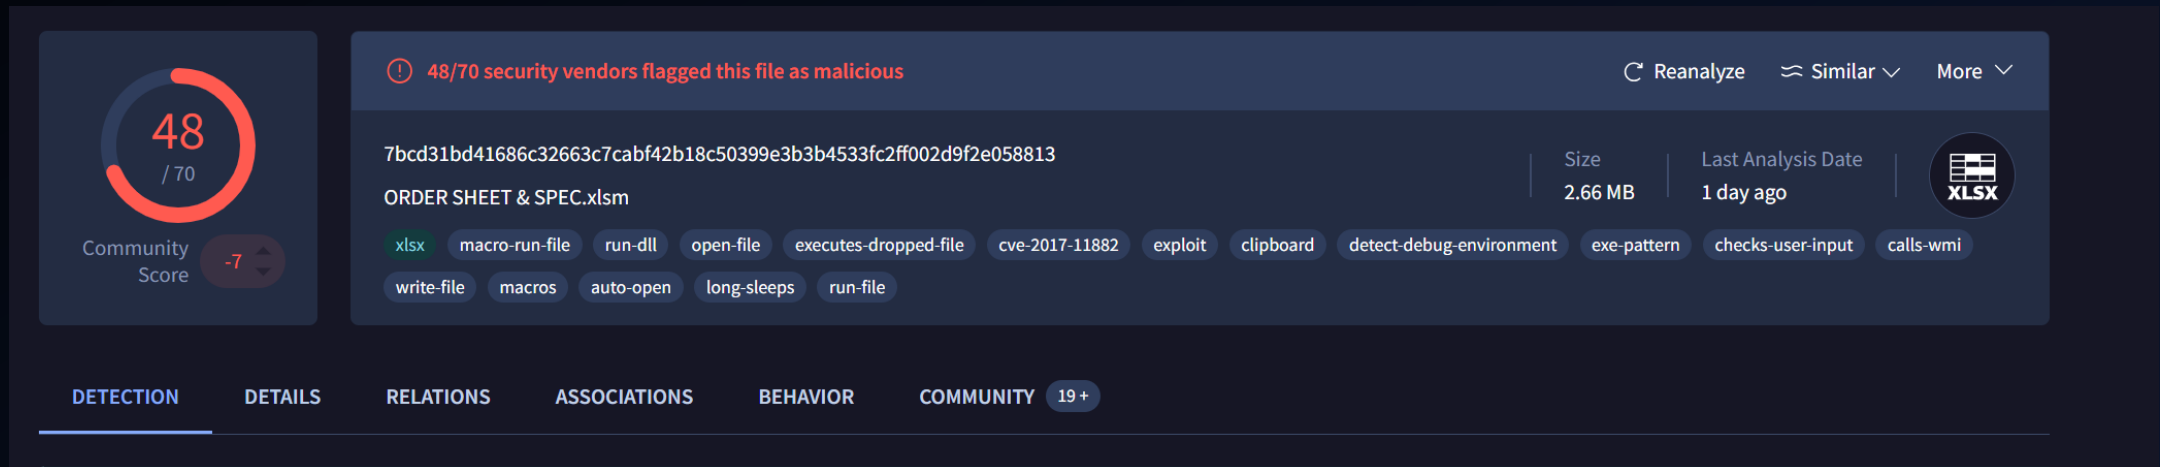 48/70 security vendors flagged this file as malicious
Reanalyze Similar More
48
/ 70
Community Score -7
7bcd31bd41686c32663c7cabf42b18c50399e3b3b4533fc2ff002d9f2e058813
ORDER SHEET & SPEC.xlsm
Size
2.66 MB
Last Analysis Date
1 day ago
XLSX
xlsx macro-run-file run-dll open-file executes-dropped-file cve-2017-11882 exploit clipboard detect-debug-environment exe-pattern checks-user-input calls-wmi
write-file macros auto-open long-sleeps run-file
DETECTION DETAILS RELATIONS ASSOCIATIONS BEHAVIOR COMMUNITY 19 +